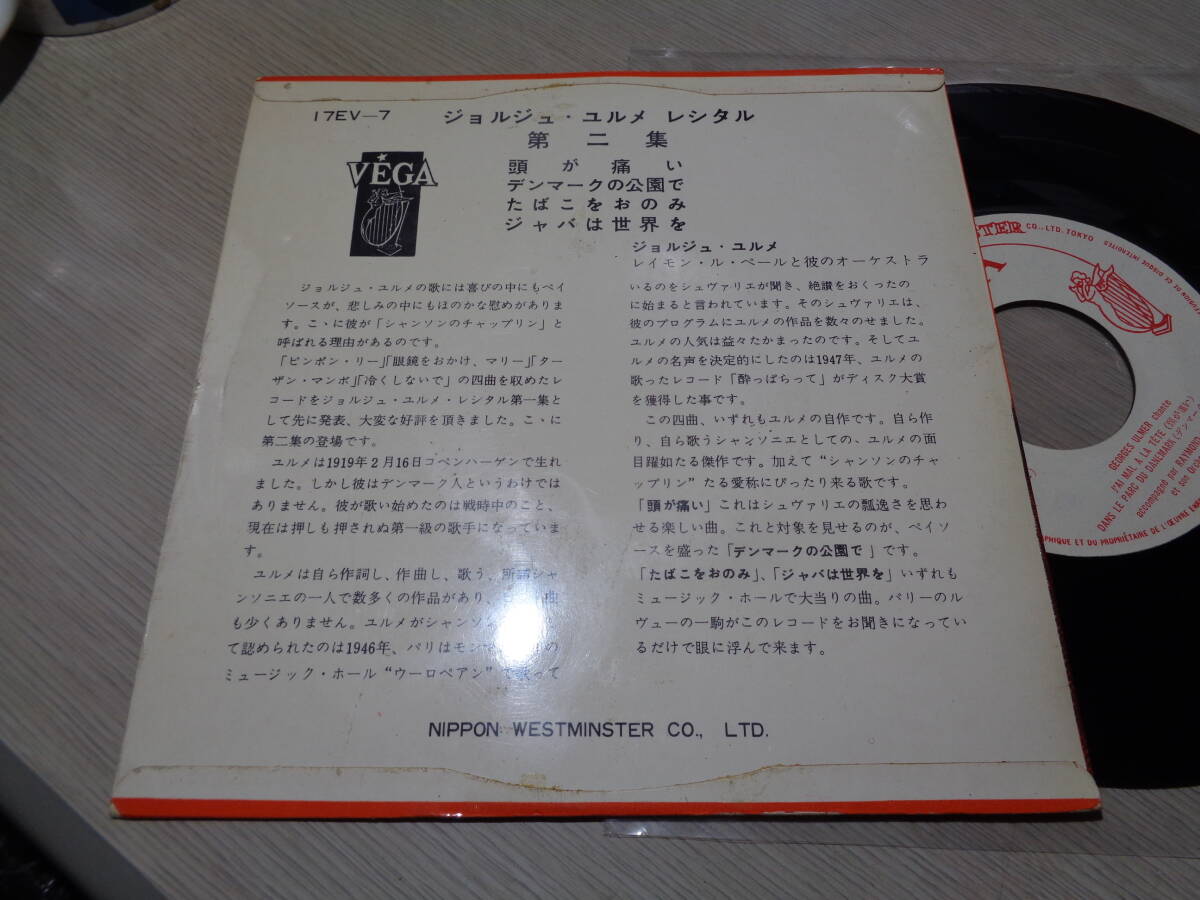 17EV—7
ジョルジュ・ユルメ レシタル
第二集
VÉGA
頭が痛い
デンマークの公園で
たばこをおのみ
ジャバは世界を
ジョルジュ・ユルメ
レイモン・ル・ペールと彼のオーケストラ
ジョルジュ・ユルメの歌には喜びの中にもペイ
ソースが、悲しみの中にもほのかな慰めがありま
す。こゝに彼が「シャンソンのチャップリン」と
呼ばれる理由があるのです。
「ピンポン・リー」「眼鏡をおかけ、マリー」「ター
ザン・マンボ」「冷くしないで」の四曲を収めたレ
コードをジョルジュ・ユルメ・レシタル第一集と
して先に発表、大変な好評を頂きました。こゝに
第二集の登場です。
ユルメは1919年2月16日コペンハーゲンで生れ
ました。しかし彼はデンマーク人というわけでは
ありません。彼が歌い始めたのは戦時中のこと、
現在は押しも押されぬ第一級の歌手になっていま
す。
ユルメは自ら作詞し、作曲し、歌う、所謂シャ
ンソニエの一人で数多くの作品があり、曲
も少くありません。ユルメがシャンソ
て認められたのは1946年、パリはモン の
ミュージック・ホール“ウーロペアン”で歌って
いるのをシュヴァリエが聞き、絶讃をおくったの
に始まると言われています。そのシュヴァリエは、
彼のプログラムにユルメの作品を数々のせました。
ユルメの人気は益々たかまったのです。そしてユ
ルメの名声を決定的にしたのは1947年、ユルメの
歌ったレコード「酔っぱらって」がディスク大賞
を獲得した事です。
この四曲、いずれもユルメの自作です。自ら作
り、自ら歌うシャンソニエとしての、ユルメの面
目躍如たる傑作です。加えて“シャンソンのチャ
ップリン”たる愛称にぴったり来る歌です。
「頭が痛い」これはシュヴァリエの瓢逸さを思わ
せる楽しい曲。これと対象を見せるのが、ペイソ
ースを盛った「デンマークの公園で」です。
「たばこをおのみ」、「ジャバは世界を」いずれも
ミュージック・ホールで大当りの曲。パリーのル
ヴューの一駒がこのレコードをお聞きになってい
るだけで眼に浮んで来ます。
NIPPON WESTMINSTER CO., LTD.
STER CO., LTD. TOKYO
GEORGES ULMER chante
J'AI MAL A LA TÊTE
DANS LE PARC DU DANEMARK
accompagné par RAYMOND
et son
PHIQUE ET DU PROPRIÉTAIRE DE L'ŒUVRE